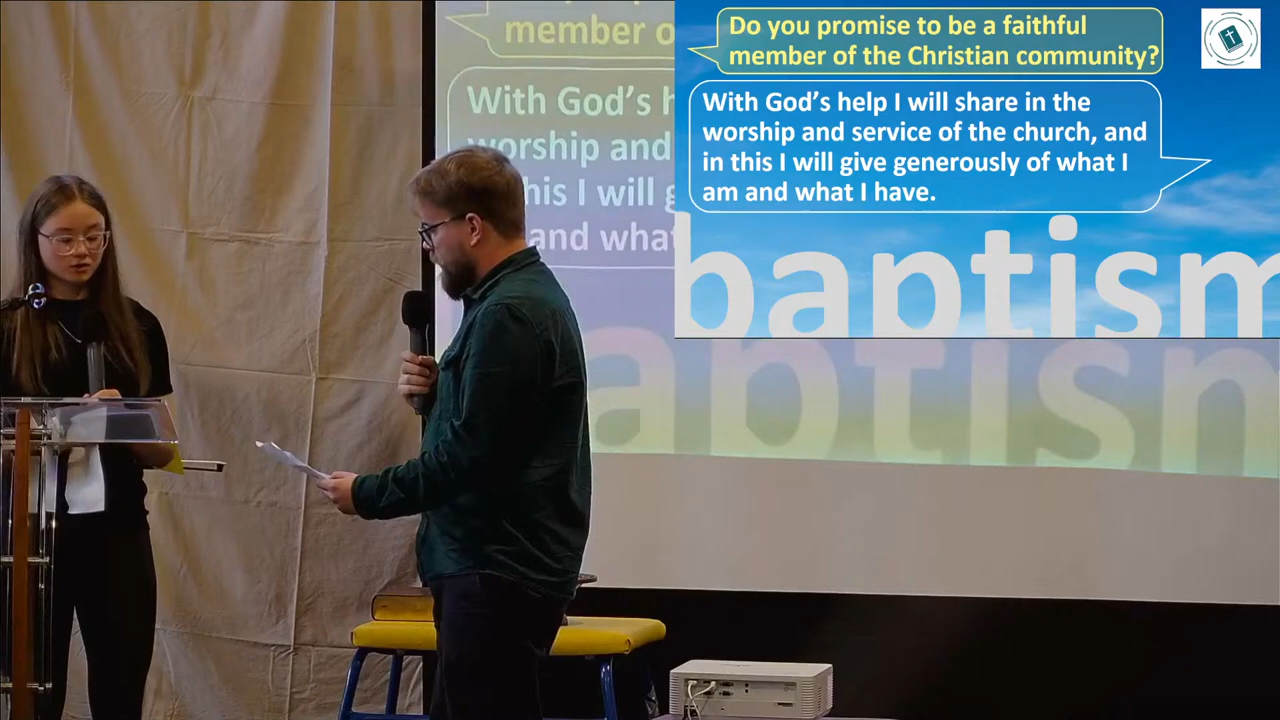 member o
With God's h
worship and
this I will g
and what
aptism
Do you promise to be a faithful
member of the Christian community?
With God's help I will share in the
worship and service of the church, and
in this I will give generously of what I
am and what I have.
baptism